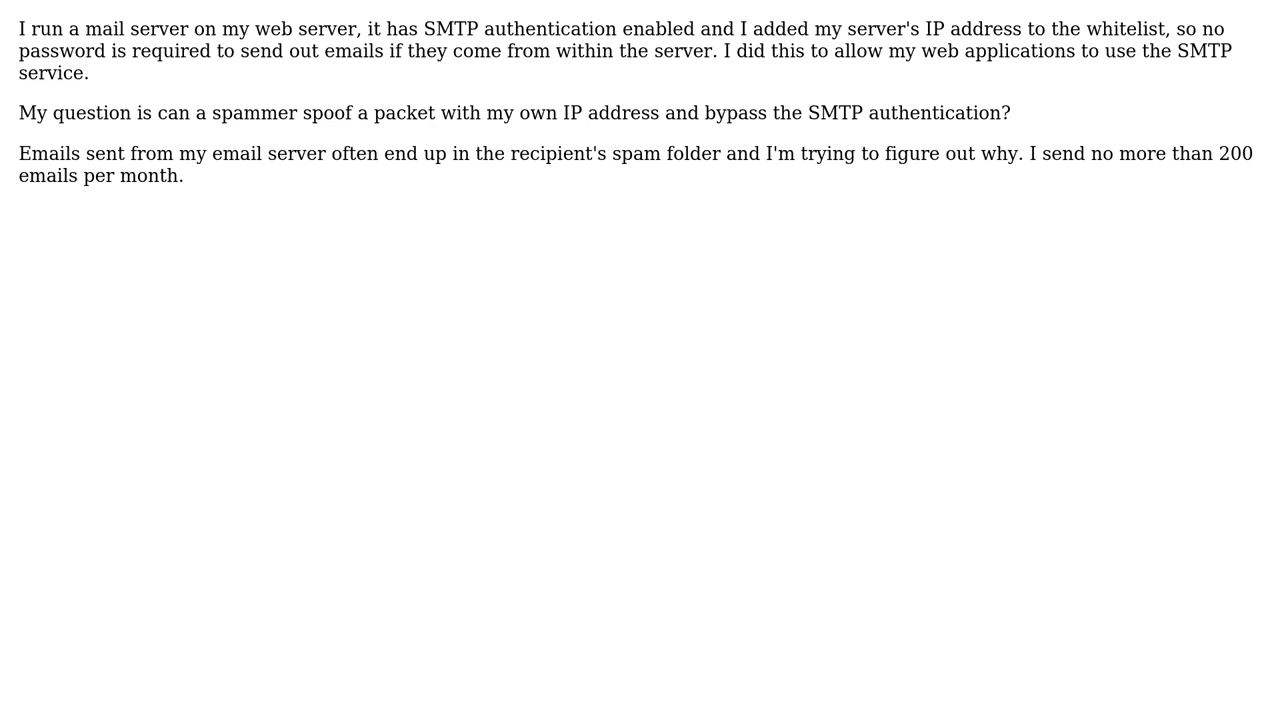 I run a mail server on my web server, it has SMTP authentication enabled and I added my server's IP address to the whitelist, so no
password is required to send out emails if they come from within the server. I did this to allow my web applications to use the SMTP
service.
My question is can a spammer spoof a packet with my own IP address and bypass the SMTP authentication?
Emails sent from my email server often end up in the recipient's spam folder and I'm trying to figure out why. I send no more than 200
emails per month.